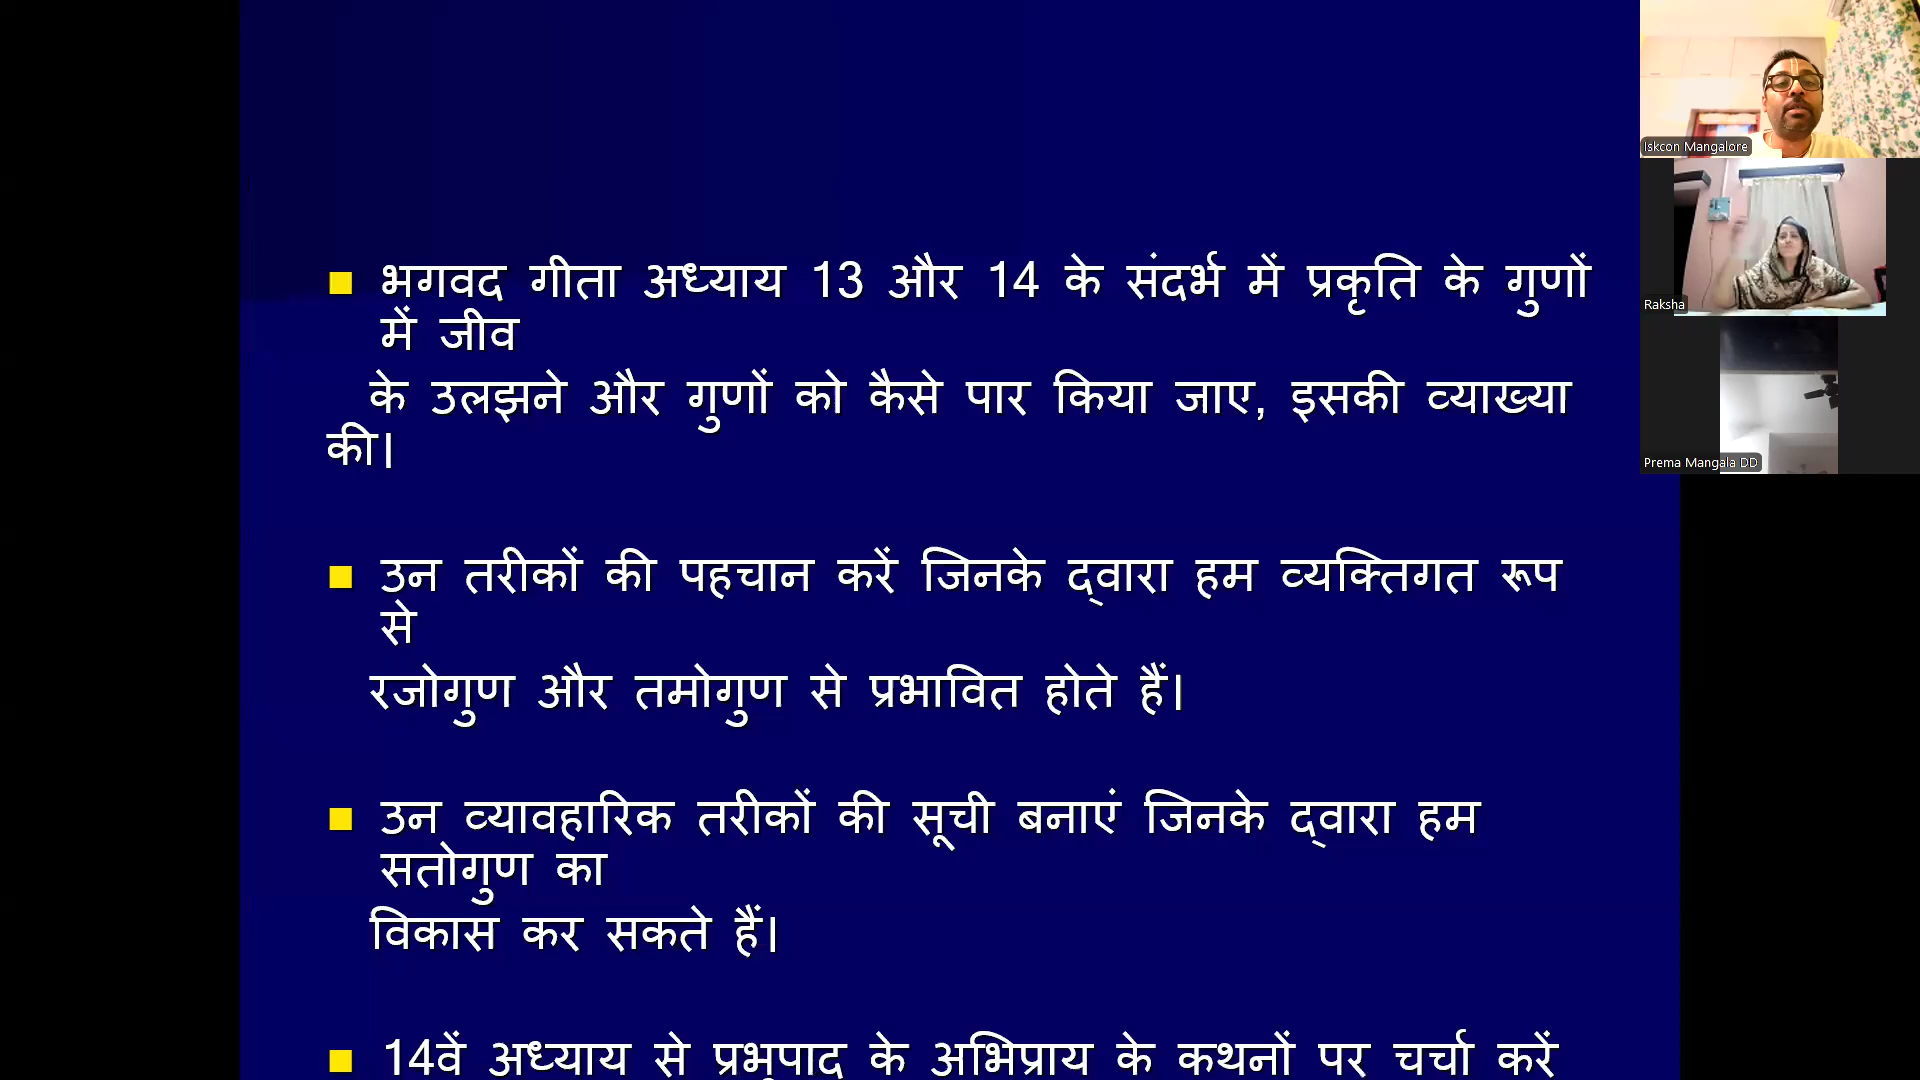 भगवद गीता अध्याय 13 और 14 के संदर्भ में प्रकृति के गुणों
में जीव
के उलझने और गुणों को कैसे पार किया जाए, इसकी व्याख्या
की।
उन तरीकों की पहचान करें जिनके द्वारा हम व्यक्तिगत रूप
से
रजोगुण और तमोगुण से प्रभावित होते हैं।
उन व्यावहारिक तरीकों की सूची बनाएं जिनके द्वारा हम
सतोगुण का
विकास कर सकते हैं।
14वें अध्याय से प्रभुपाद के अभिप्राय के कथनों पर चर्चा करें
Iskcon Mangalore
Raksha
Prema Mangala DD